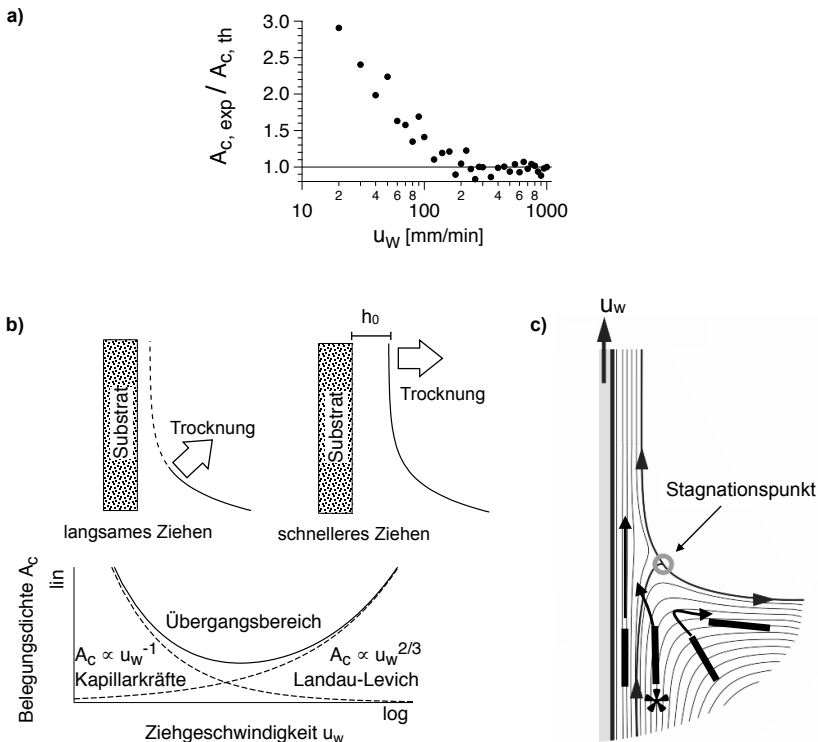 a)
A_c, exp / A_c, th
3.0
2.5
2.0
1.5
1.0
10 2 4 6 8 100 2 4 6 8 1000
u_W [mm/min]
b)
h_0
Substrat
Trocknung
langsames Ziehen
Substrat
Trocknung
schnelleres Ziehen
Belegungsdichte A_c
lin
Übergangsbereich
A_c ∝ u_w^-1
Kapillarkräfte
A_c ∝ u_w^2/3
Landau-Levich
log
Ziehgeschwindigkeit u_w
c)
u_w
Stagnationspunkt